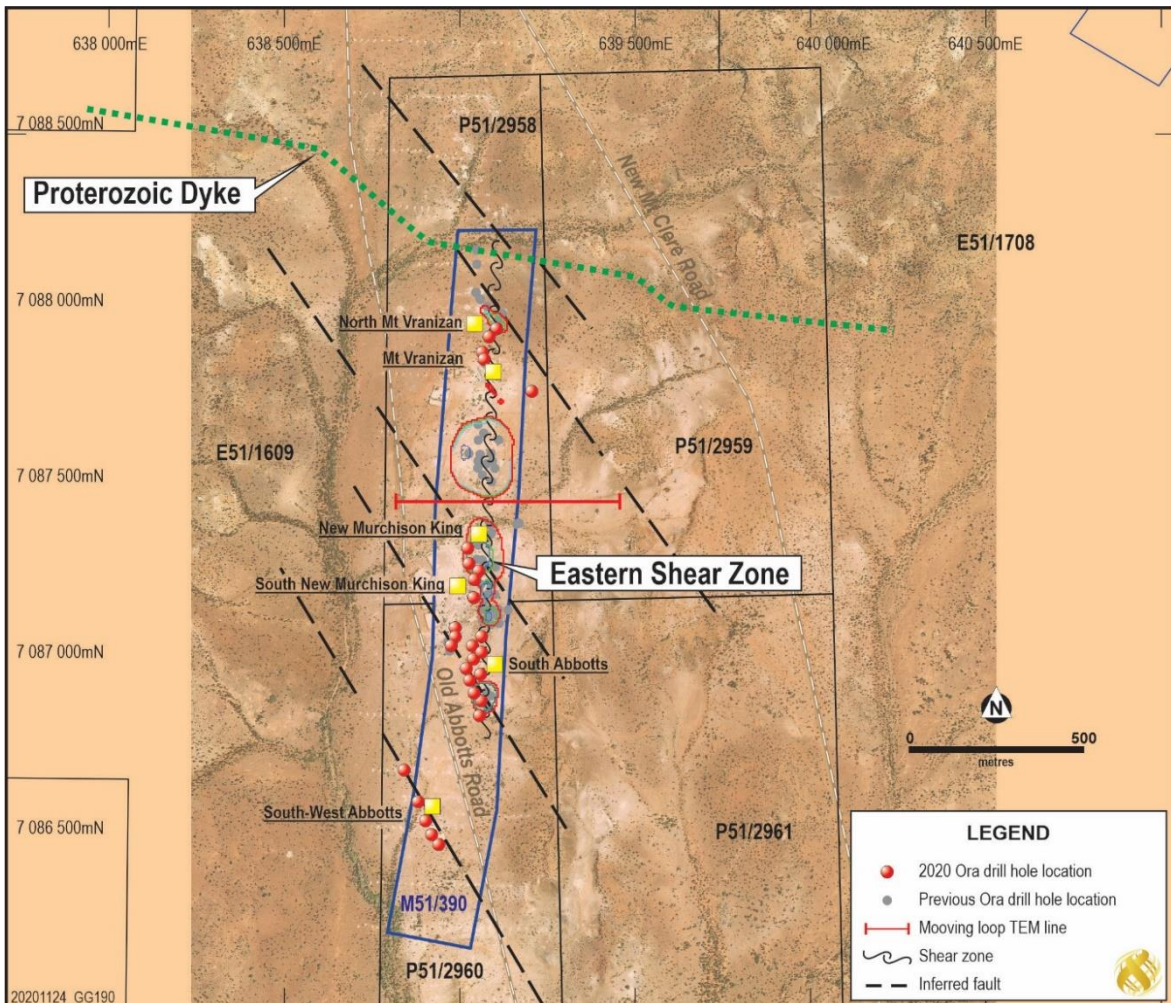 638 000mE
638 500mE
639 500mE
640 000mE
640 500mE
7 088 500mN
P51/2958
Proterozoic Dyke
New Mt Clere Road
E51/1708
7 088 000mN
North Mt Vranizan
Mt Vranizan
E51/1609
P51/2959
7 087 500mN
New Murchison King
Eastern Shear Zone
South New Murchison King
7 087 000mN
South Abbotts
Old Abbotts Road
N
0
500
metres
South-West Abbotts
7 086 500mN
P51/2961
M51/390
P51/2960
LEGEND
2020 Ora drill hole location
Previous Ora drill hole location
Mooving loop TEM line
Shear zone
Inferred fault
20201124_GG190